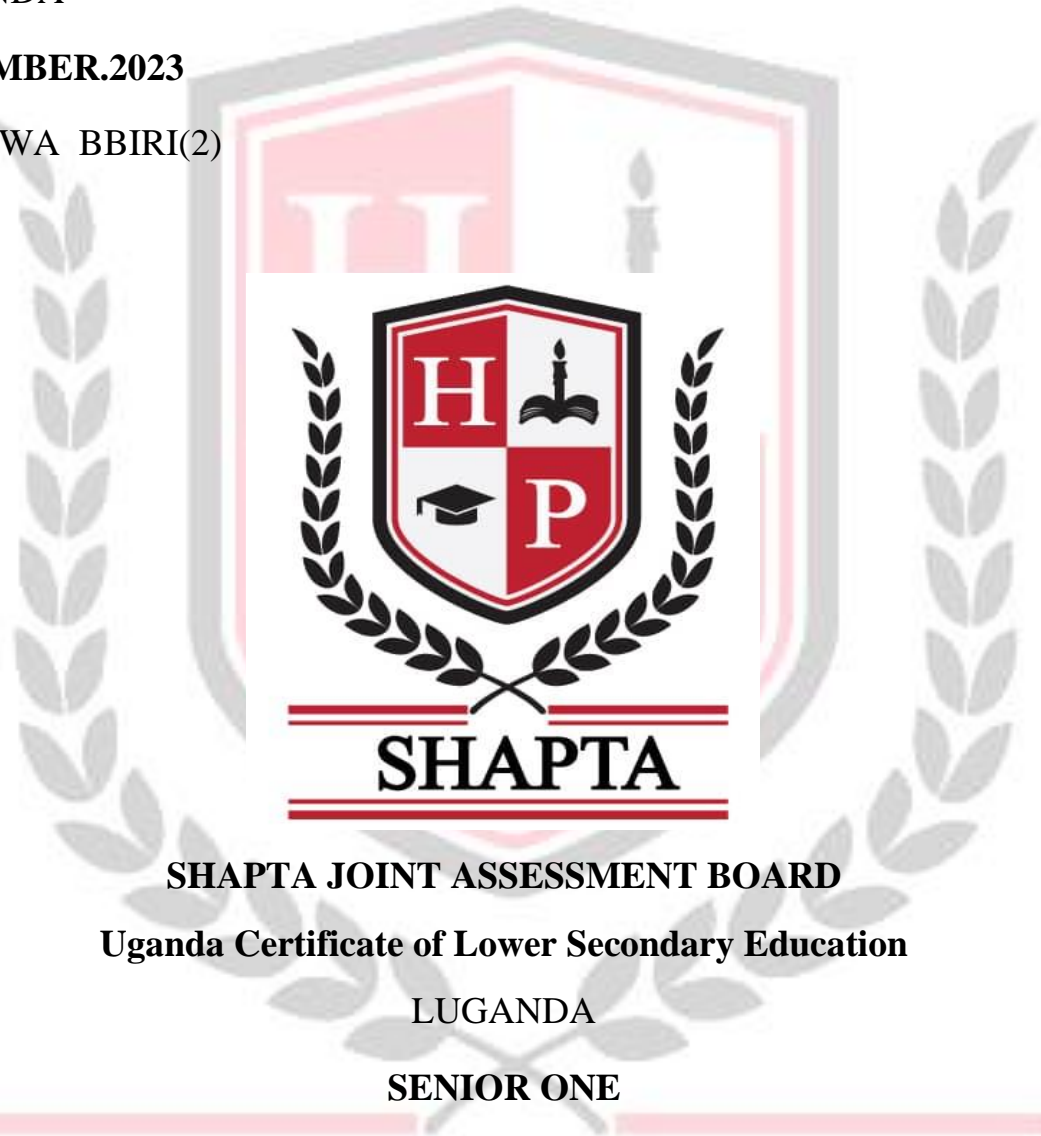 NDA
MBER.2023
WA BBIRI(2)
H
P
SHAPTA
SHAPTA JOINT ASSESSMENT BOARD
Uganda Certificate of Lower Secondary Education
LUGANDA
SENIOR ONE